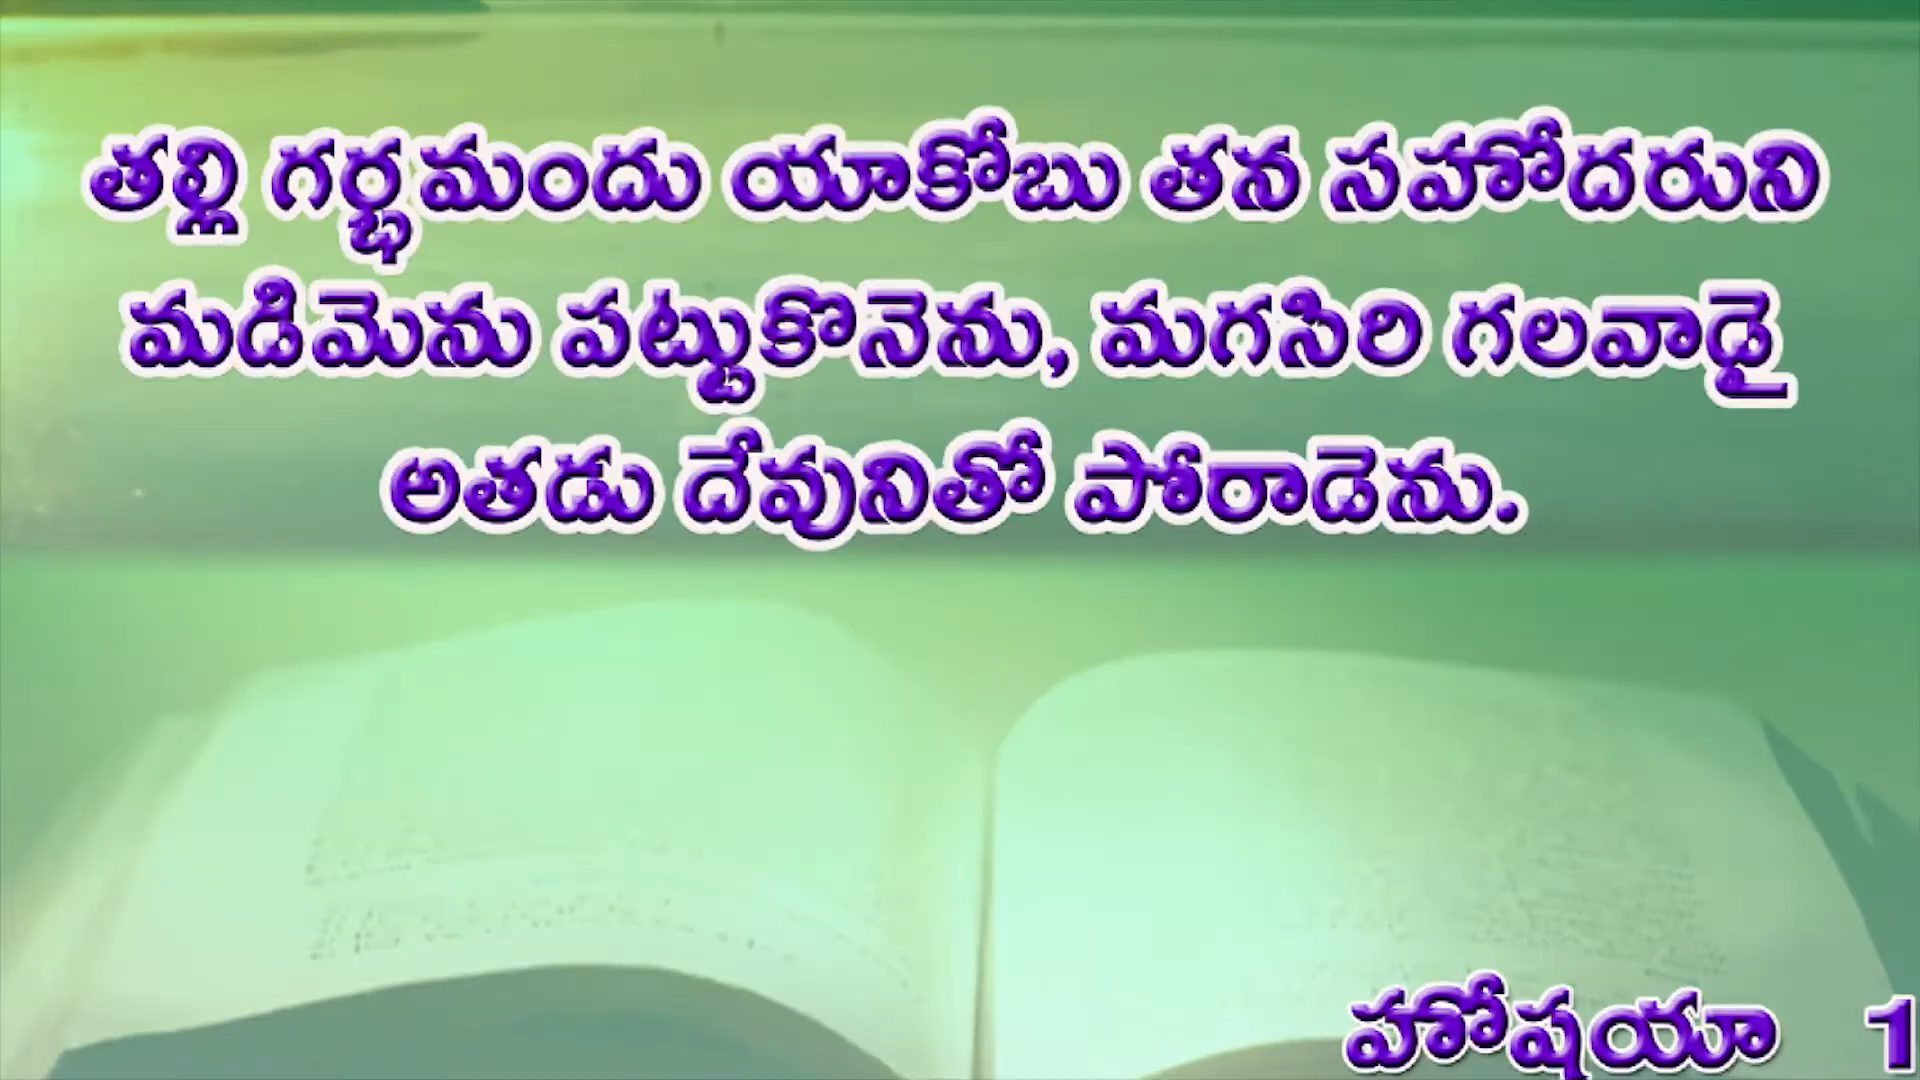 తల్లి గర్భమందు యాకోబు తన సహోదరుని
మడిమెను పట్టుకొనెను, మగసిరి గలవాడై
అతడు దేవునితో పోరాడెను.
హోషయా 1